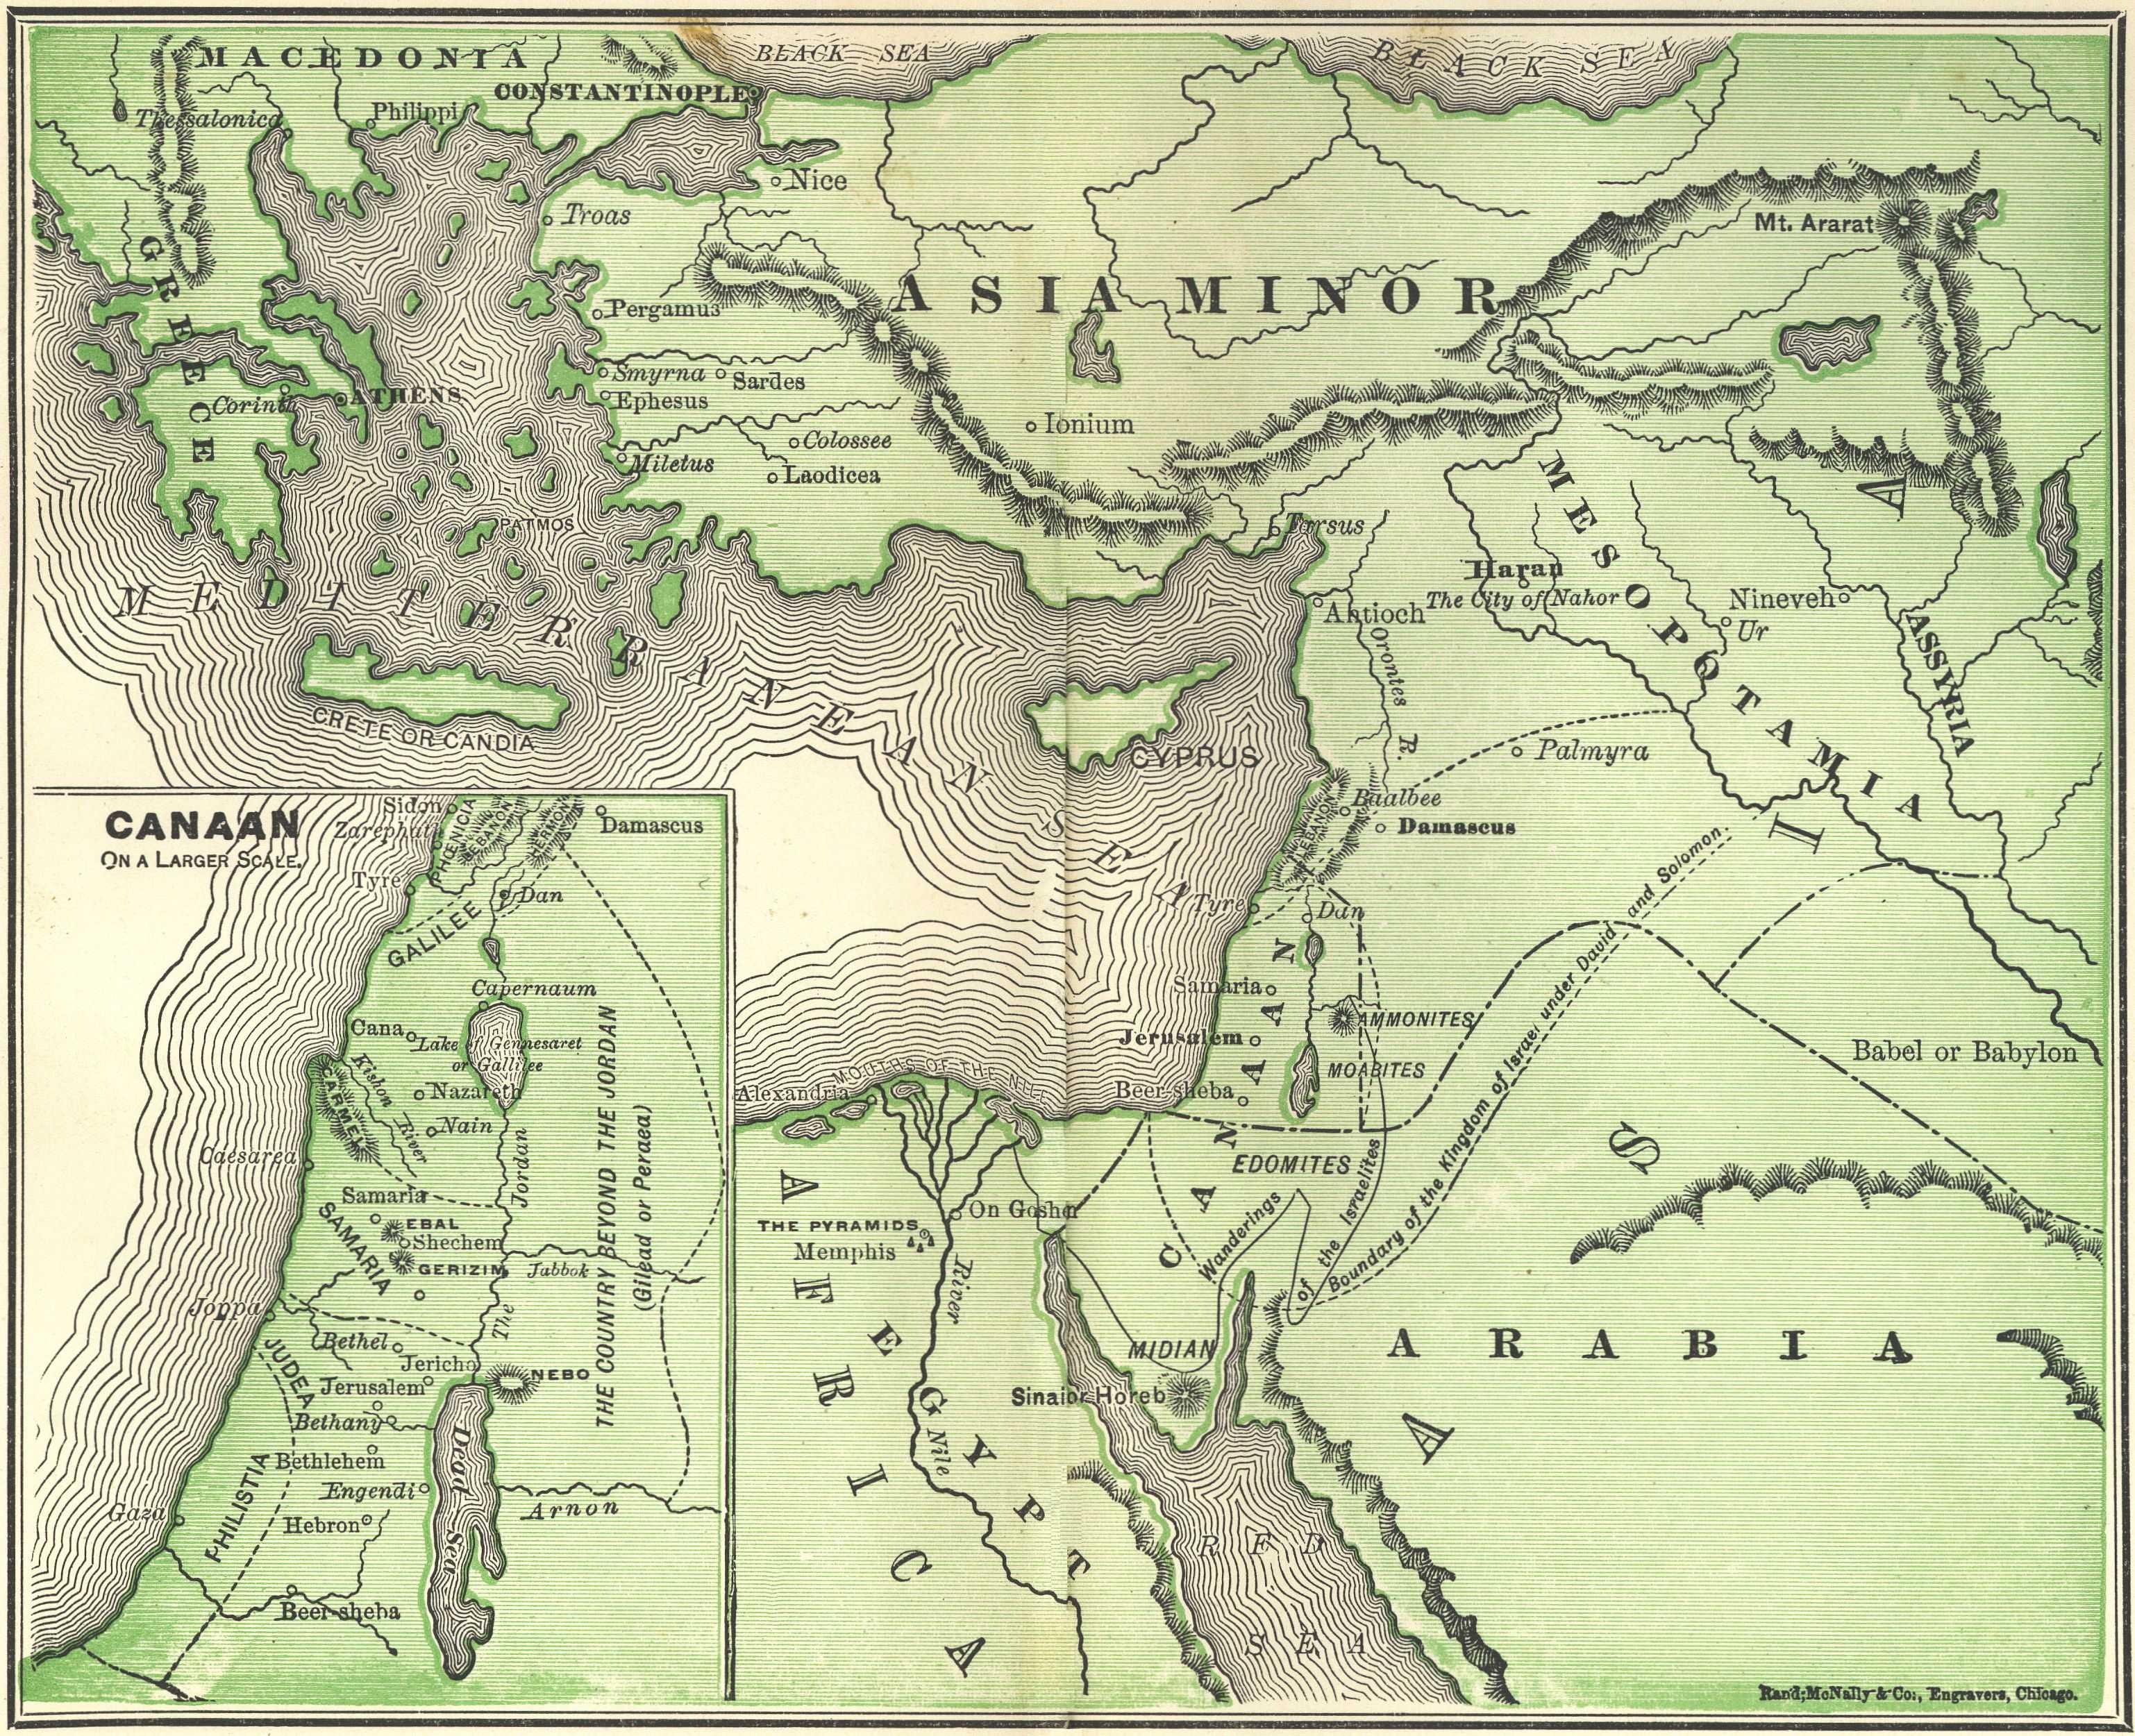 MACEDONIA
BLACK SEA
BLACK SEA
CONSTANTINOPLE
Thessalonica
Philippi
Nice
Troas
Mt. Ararat
GREECE
ASIA MINOR
Pergamus
Smyrna
Sardes
Ephesus
Corinth
ATHENS
Ionium
Colossee
Miletus
Laodicea
PATMOS
Tarsus
MESOPOTAMIA
ASIA
Haran
The City of Nahor
Nineveh
Ur
ASSYRIA
Antioch
Orontes R.
MEDITERRANEAN SEA
CRETE OR CANDIA
CYPRUS
Palmyra
LEBANON
Baalbee
Damascus
Tyre
Dan
CANAAN
Samaria
AMMONITES
Jerusalem
MOABITES
Beer-sheba
Babel or Babylon
Alexandria
MOUTHS OF THE NILE
EDOMITES
Wanderings of the Israelites
Boundary of the Kingdom of Israel under David and Solomon.
On Goshen
THE PYRAMIDS
Memphis
River Nile
AFRICA
EGYPT
MIDIAN
Sinai or Horeb
ARABIA
RED SEA
CANAAN
ON A LARGER SCALE.
Sidon
Zarephath
PHŒNICIA
LEBANON
HERMON
Damascus
Tyre
Dan
GALILEE
Capernaum
Cana
Lake of Gennesaret
or Gallilee
Kishon River
CARMEL
Nazareth
Nain
Caesarea
The Jordan
THE COUNTRY BEYOND THE JORDAN
(Gilead or Peraea)
Samaria
EBAL
Shechem
GERIZIM
SAMARIA
Jabbok
Joppa
Bethel
Jericho
JUDEA
Jerusalem
NEBO
Bethany
Bethlehem
Dead Sea
Engendi
PHILISTIA
Gaza
Hebron
Arnon
Beer-sheba
Rand, McNally & Co., Engravers, Chicago.